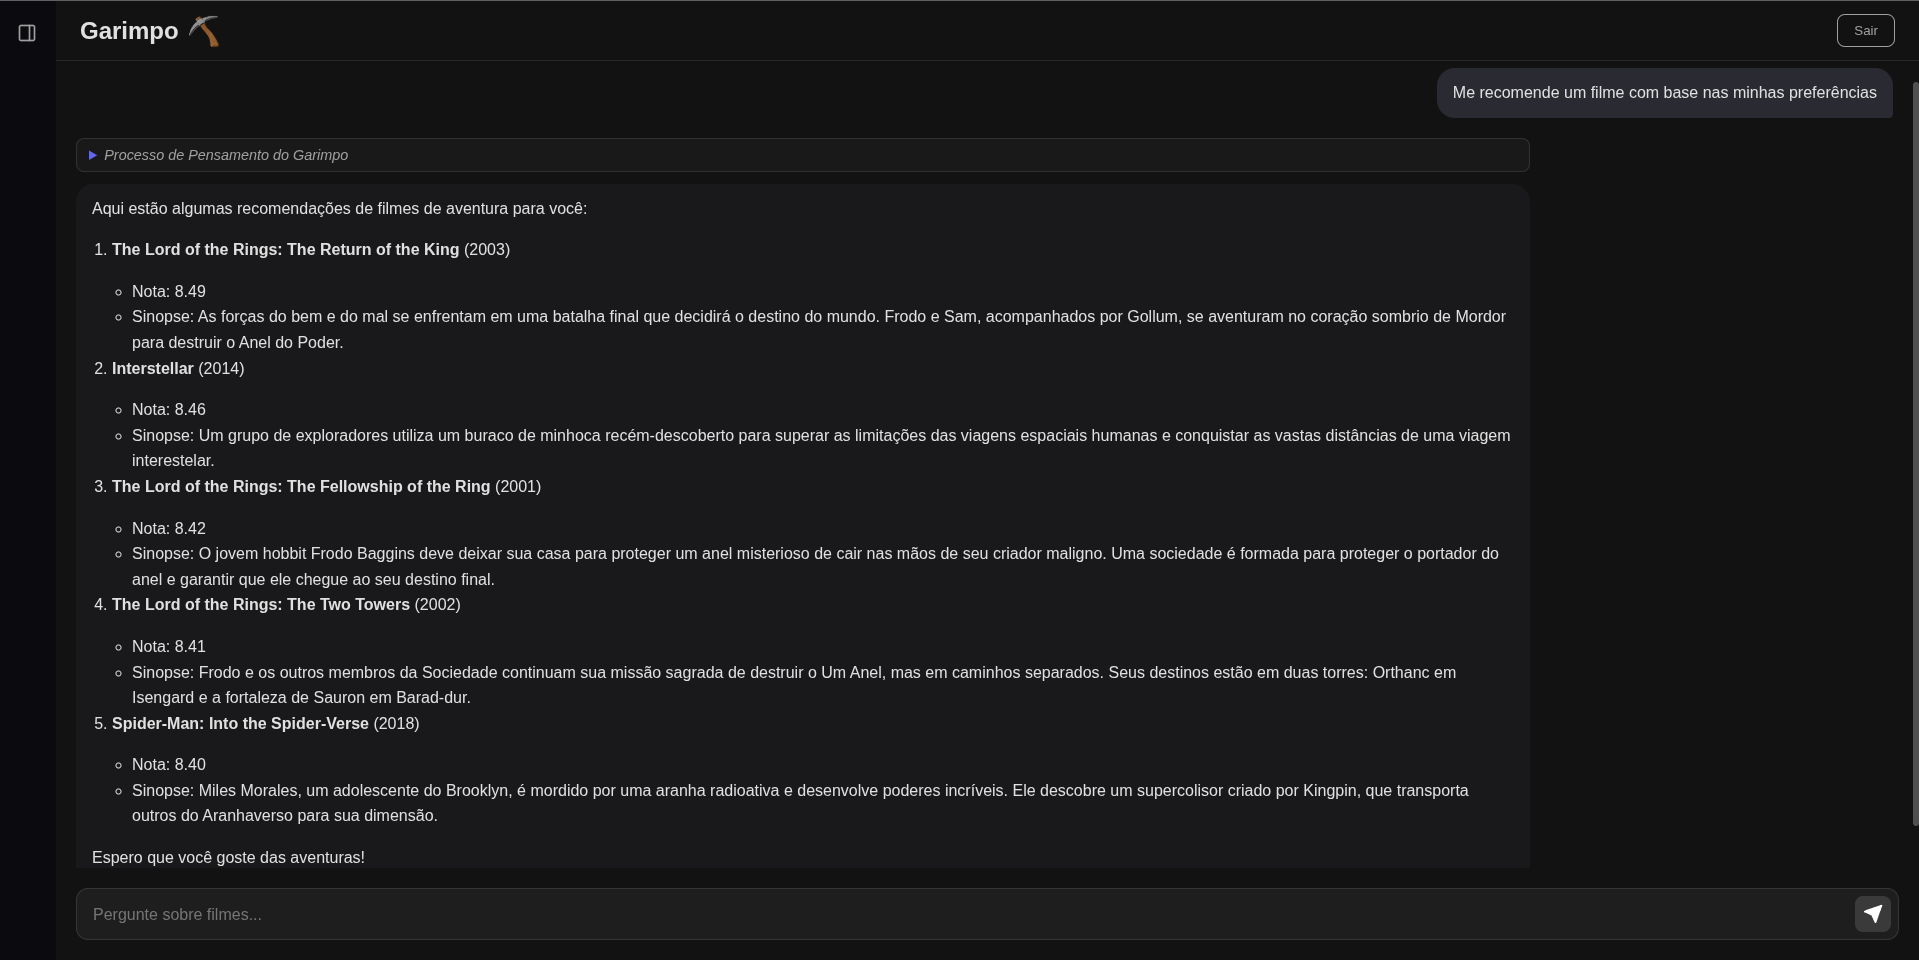 Garimpo
Sair
Me recomende um filme com base nas minhas preferências
Processo de Pensamento do Garimpo
Aqui estão algumas recomendações de filmes de aventura para você:
1. The Lord of the Rings: The Return of the King (2003)
Nota: 8.49
Sinopse: As forças do bem e do mal se enfrentam em uma batalha final que decidirá o destino do mundo. Frodo e Sam, acompanhados por Gollum, se aventuram no coração sombrio de Mordor
para destruir o Anel do Poder.
2. Interstellar (2014)
Nota: 8.46
Sinopse: Um grupo de exploradores utiliza um buraco de minhoca recém-descoberto para superar as limitações das viagens espaciais humanas e conquistar as vastas distâncias de uma viagem
interestelar.
3. The Lord of the Rings: The Fellowship of the Ring (2001)
Nota: 8.42
Sinopse: O jovem hobbit Frodo Baggins deve deixar sua casa para proteger um anel misterioso de cair nas mãos de seu criador maligno. Uma sociedade é formada para proteger o portador do
anel e garantir que ele chegue ao seu destino final.
4. The Lord of the Rings: The Two Towers (2002)
Nota: 8.41
Sinopse: Frodo e os outros membros da Sociedade continuam sua missão sagrada de destruir o Um Anel, mas em caminhos separados. Seus destinos estão em duas torres: Orthanc em
Isengard e a fortaleza de Sauron em Barad-dur.
5. Spider-Man: Into the Spider-Verse (2018)
Nota: 8.40
Sinopse: Miles Morales, um adolescente do Brooklyn, é mordido por uma aranha radioativa e desenvolve poderes incríveis. Ele descobre um supercolisor criado por Kingpin, que transporta
outros do Aranhaverso para sua dimensão.
Espero que você goste das aventuras!
Pergunte sobre filmes...